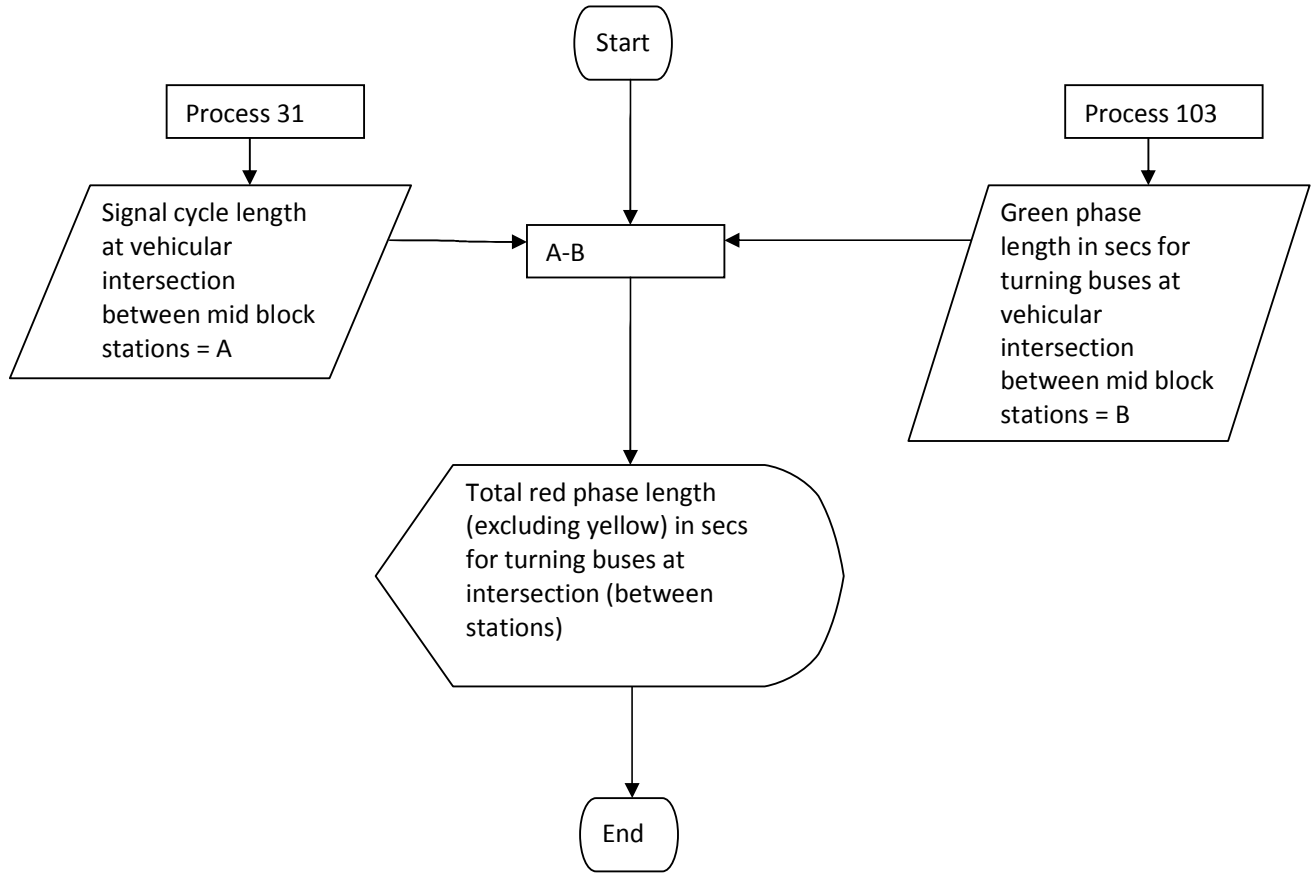 Start
Process 31
Process 103
Signal cycle length
at vehicular
intersection
between mid block
stations = A
A-B
Green phase
length in secs for
turning buses at
vehicular
intersection
between mid block
stations = B
Total red phase length
(excluding yellow) in secs
for turning buses at
intersection (between
stations)
End